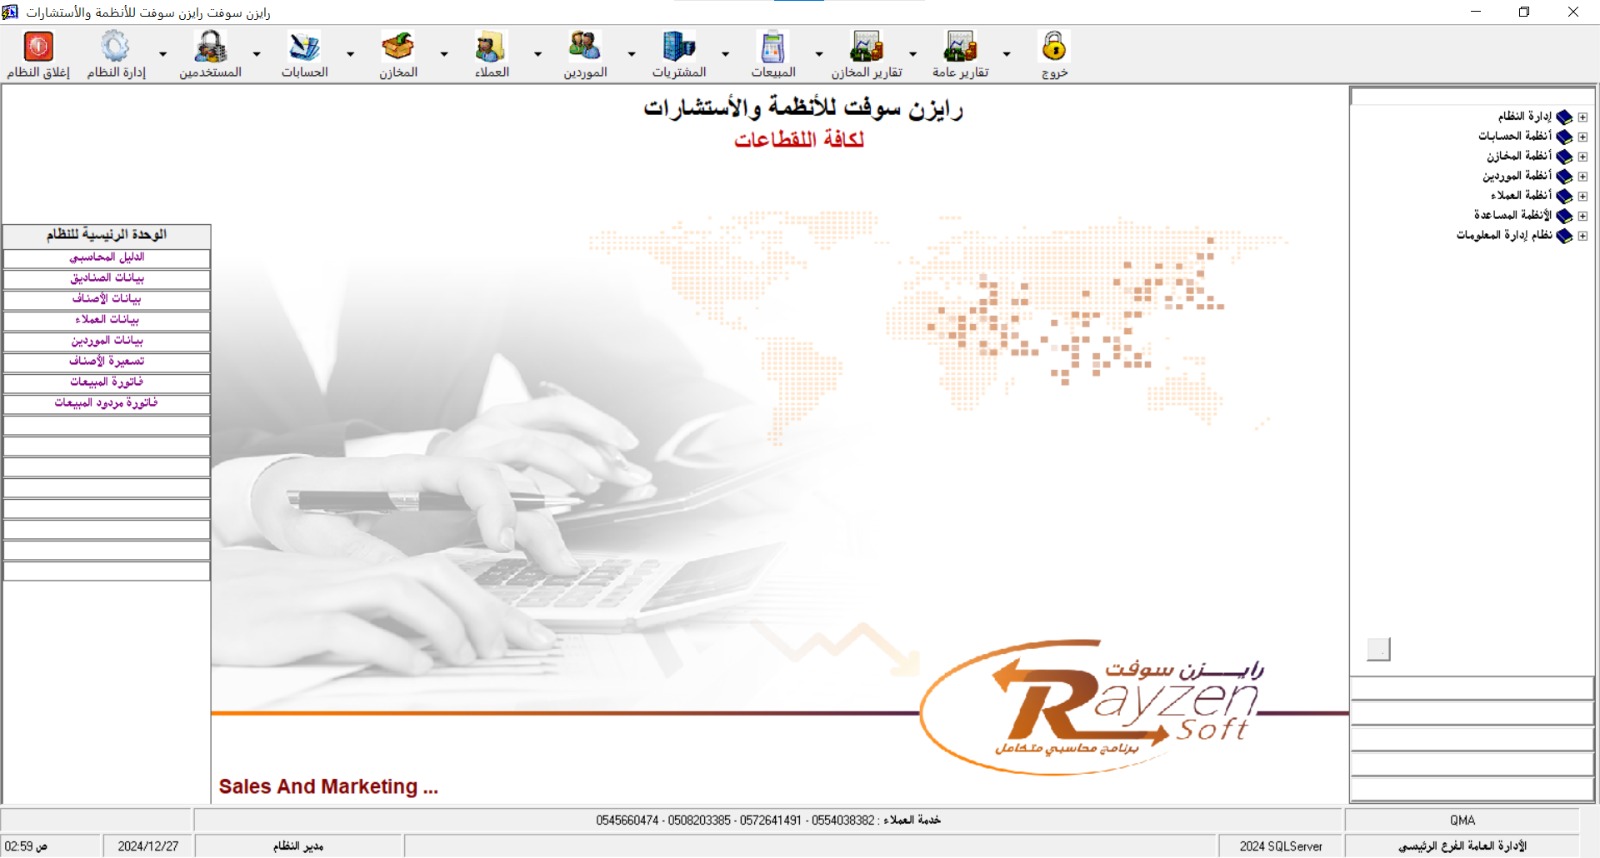 رايزن سوفت رايزن سوفت للأنظمة والأستشارات
إغلاق النظام
إدارة النظام
المستخدمين
الحسابات
المخازن
العملاء
الموردين
المشتريات
المبيعات
تقارير المخازن
تقارير عامة
خروج
رايزن سوفت للأنظمة والأستشارات
لكافة اللقطاعات
إدارة النظام
أنظمة الحسابات
أنظمة المخازن
أنظمة الموردين
أنظمة العملاء
الأنظمة المساعدة
نظام إدارة المعلومات
الوحدة الرئيسية للنظام
الدليل المحاسبي
بيانات الصناديق
بيانات الأصناف
بيانات العملاء
بيانات الموردين
تسعيرة الأصناف
فاتورة المبيعات
فاتورة مردود المبيعات
رايزن سوفت
Rayzen
Soft
برنامج محاسبي متكامل
Sales And Marketing ...
خدمة العملاء : 0554038382 - 0572641491 - 0508203385 - 0545660474
QMA
02:59 ص
2024/12/27
مدير النظام
2024 SQLServer
الأدارة العامة الفرع الرئيسي